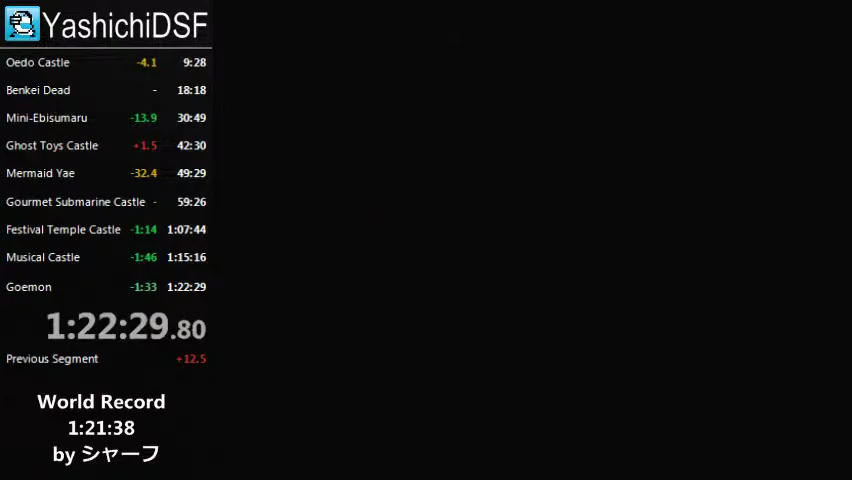 YashichiDSF
Oedo Castle -4.1 9:28
Benkei Dead - 18:18
Mini-Ebisumaru -13.9 30:49
Ghost Toys Castle +1.5 42:30
Mermaid Yae -32.4 49:29
Gourmet Submarine Castle - 59:26
Festival Temple Castle -1:14 1:07:44
Musical Castle -1:46 1:15:16
Goemon -1:33 1:22:29
1:22:29.80
Previous Segment +12.5
World Record
1:21:38
by シャーフ